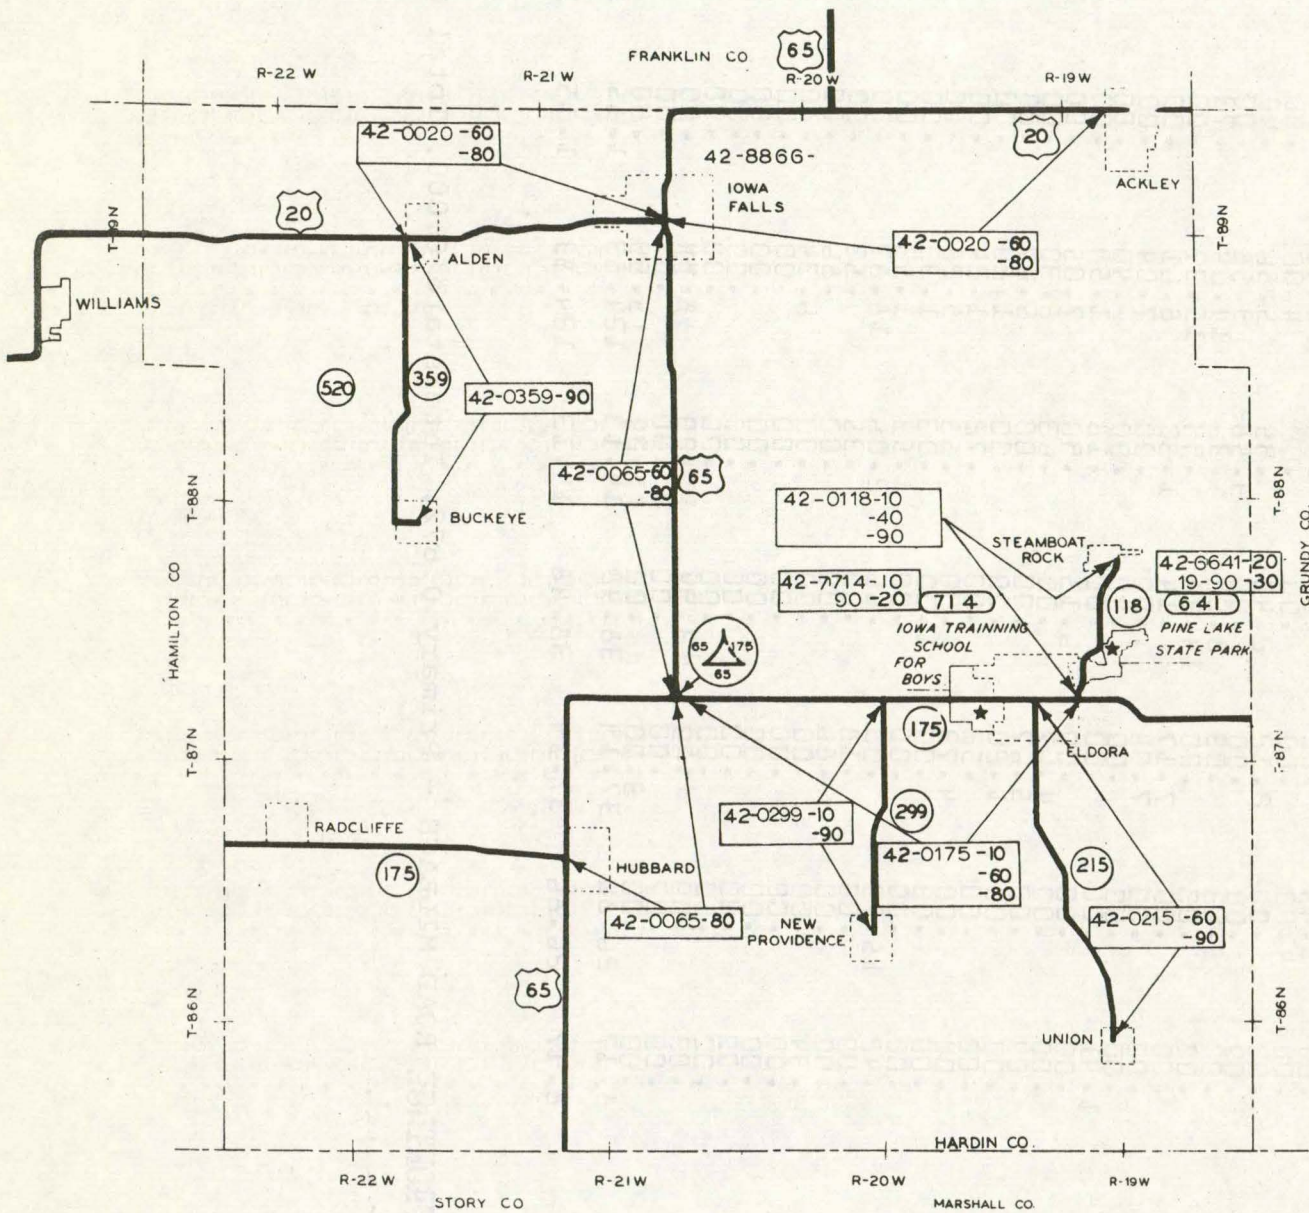 FRANKLIN CO
65
R-22 W
R-21 W
R-20 W
R-19 W
42-0020 -60
-80
42-8866-
20
ACKLEY
IOWA
FALLS
20
T-89N
T-89N
42-0020 -60
-80
ALDEN
WILLIAMS
520
359
42-0359-90
42-0065-60
-80
65
T-88N
T-88N
BUCKEYE
42-0118-10
-40
-90
STEAMBOAT
ROCK
42-6641-20
19-90-30
641
GRUNDY CO.
42-7714-10
90 -20
714
118
IOWA TRAINNING
SCHOOL
FOR
BOYS
PINE LAKE
STATE PARK
HAMILTON CO
65 175
65
175
ELDORA
T-87N
T-87N
42-0299-10
-90
299
RADCLIFFE
175
HUBBARD
42-0175-10
-60
-80
215
42-0065-80
NEW
PROVIDENCE
42-0215-60
-90
65
T-86N
T-86N
UNION
HARDIN CO.
R-22W
R-21W
R-20W
R-19W
STORY CO
MARSHALL CO.